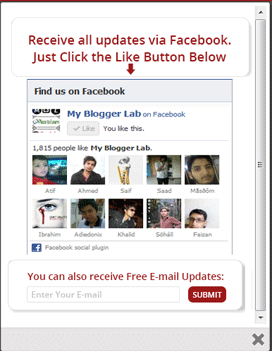 Receive all updates via Facebook.
Just Click the Like Button Below
Find us on Facebook
My Blogger Lab on Facebook
Like You like this.
1,815 people like My Blogger Lab.
Atif Ahmed Saif Saad Måsôòm
Ibrahim Adiedonix Khalid Sóhâíl Faizan
Facebook social plugin
You can also receive Free E-mail Updates:
Enter Your E-mail SUBMIT